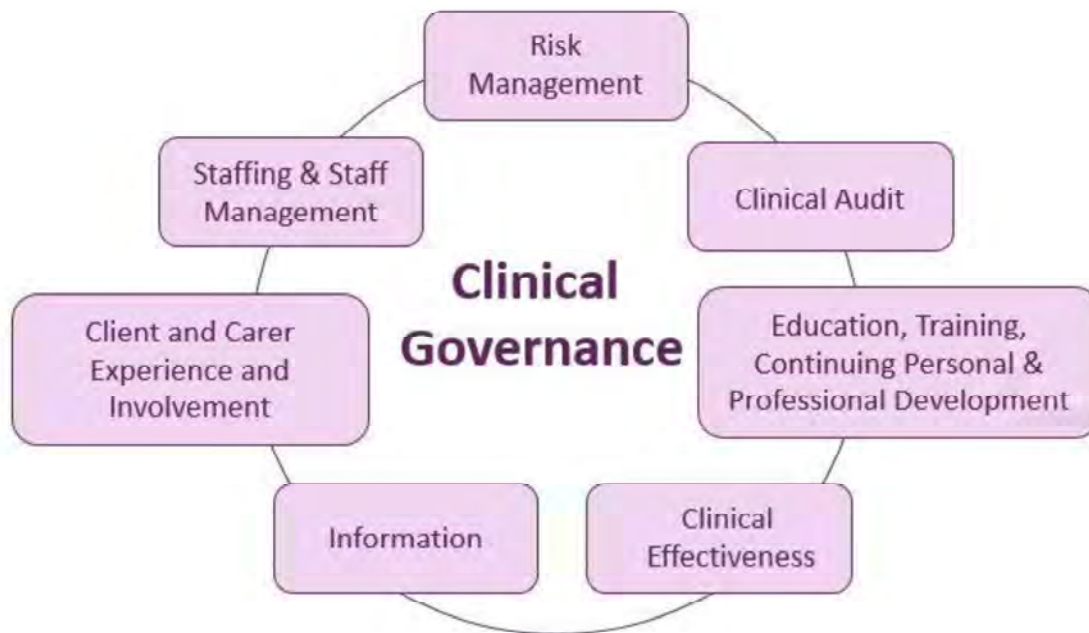 Risk
Management
Staffing & Staff
Management
Clinical Audit
Clinical
Governance
Client and Carer
Experience and
Involvement
Education, Training,
Continuing Personal &
Professional Development
Information
Clinical
Effectiveness